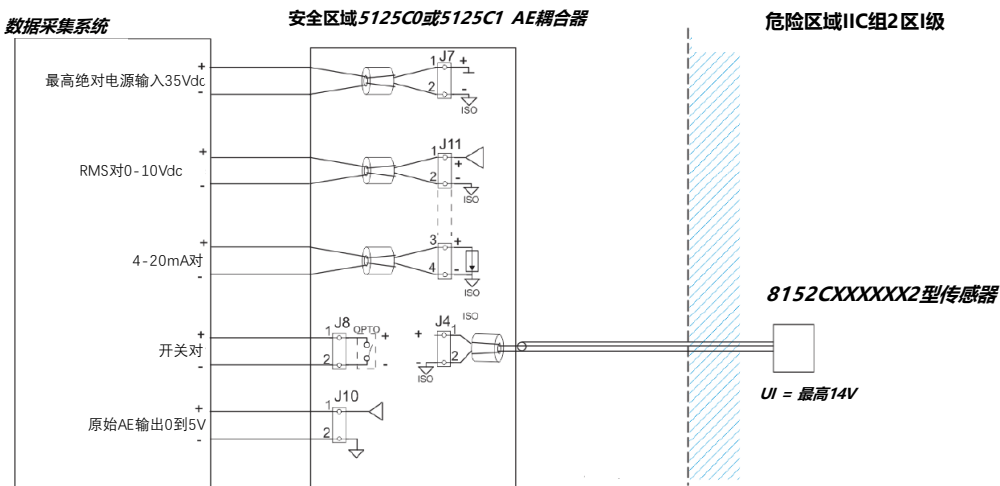 数据采集系统
安全区域5125C0或5125C1 AE耦合器
危险区域IIC组2区I级
最高绝对电源输入35Vdc
+
-
J7
1
2
+
-
ISO
RMS对0-10Vdc
+
-
J11
1
2
+
-
ISO
4-20mA对
+
-
3
4
+
-
ISO
8152CXXXXXX2型传感器
开关对
+
-
J8
1
2
OPTO
+
-
ISO
J4
+
-
1
2
ISO
UI = 最高14V
原始AE输出0到5V
+
-
J10
1
2